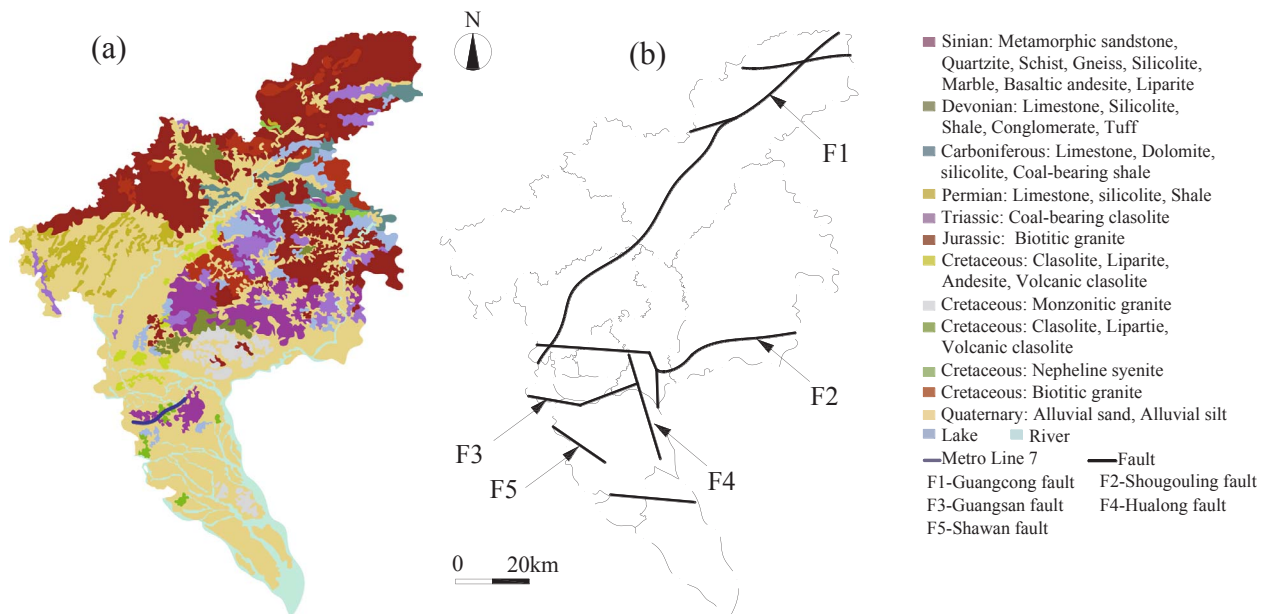 (a)
N
(b)
F1
F2
F3
F4
F5
0 20km
Sinian: Metamorphic sandstone,
Quartzite, Schist, Gneiss, Silicolite,
Marble, Basaltic andesite, Liparite
Devonian: Limestone, Silicolite,
Shale, Conglomerate, Tuff
Carboniferous: Limestone, Dolomite,
silicolite, Coal-bearing shale
Permian: Limestone, silicolite, Shale
Triassic: Coal-bearing clasolite
Jurassic: Biotitic granite
Cretaceous: Clasolite, Liparite,
Andesite, Volcanic clasolite
Cretaceous: Monzonitic granite
Cretaceous: Clasolite, Lipartie,
Volcanic clasolite
Cretaceous: Nepheline syenite
Cretaceous: Biotitic granite
Quaternary: Alluvial sand, Alluvial silt
Lake River
Metro Line 7 Fault
F1-Guangcong fault F2-Shougouling fault
F3-Guangsan fault F4-Hualong fault
F5-Shawan fault